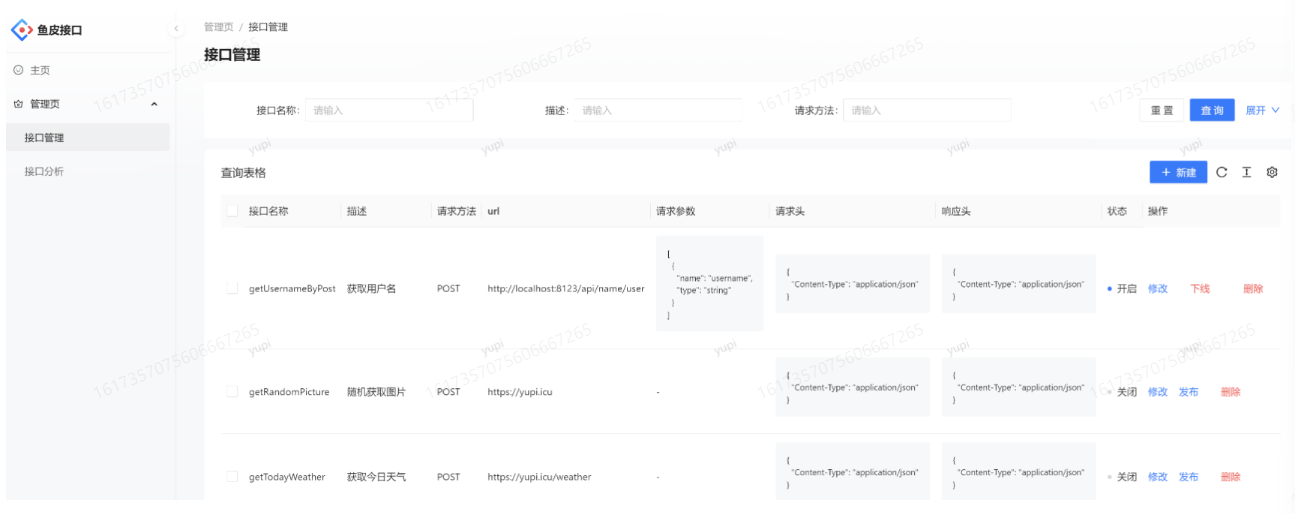 鱼皮接口
管理页 / 接口管理
接口管理
主页
管理页
接口管理
接口分析
接口名称: 请输入 描述: 请输入 请求方法: 请输入 重置 查询 展开
查询表格 + 新建
接口名称 描述 请求方法 url 请求参数 请求头 响应头 状态 操作
getUsernameByPost 获取用户名 POST http://localhost:8123/api/name/user
[
{
"name": "username",
"type": "string"
}
]
{
"Content-Type": "application/json"
}
{
"Content-Type": "application/json"
}
开启 修改 下线 删除
getRandomPicture 随机获取图片 POST https://yupi.icu -
{
"Content-Type": "application/json"
}
{
"Content-Type": "application/json"
}
关闭 修改 发布 删除
getTodayWeather 获取今日天气 POST https://yupi.icu/weather -
{
"Content-Type": "application/json"
}
{
"Content-Type": "application/json"
}
关闭 修改 发布 删除
yupi
1617357075606667265